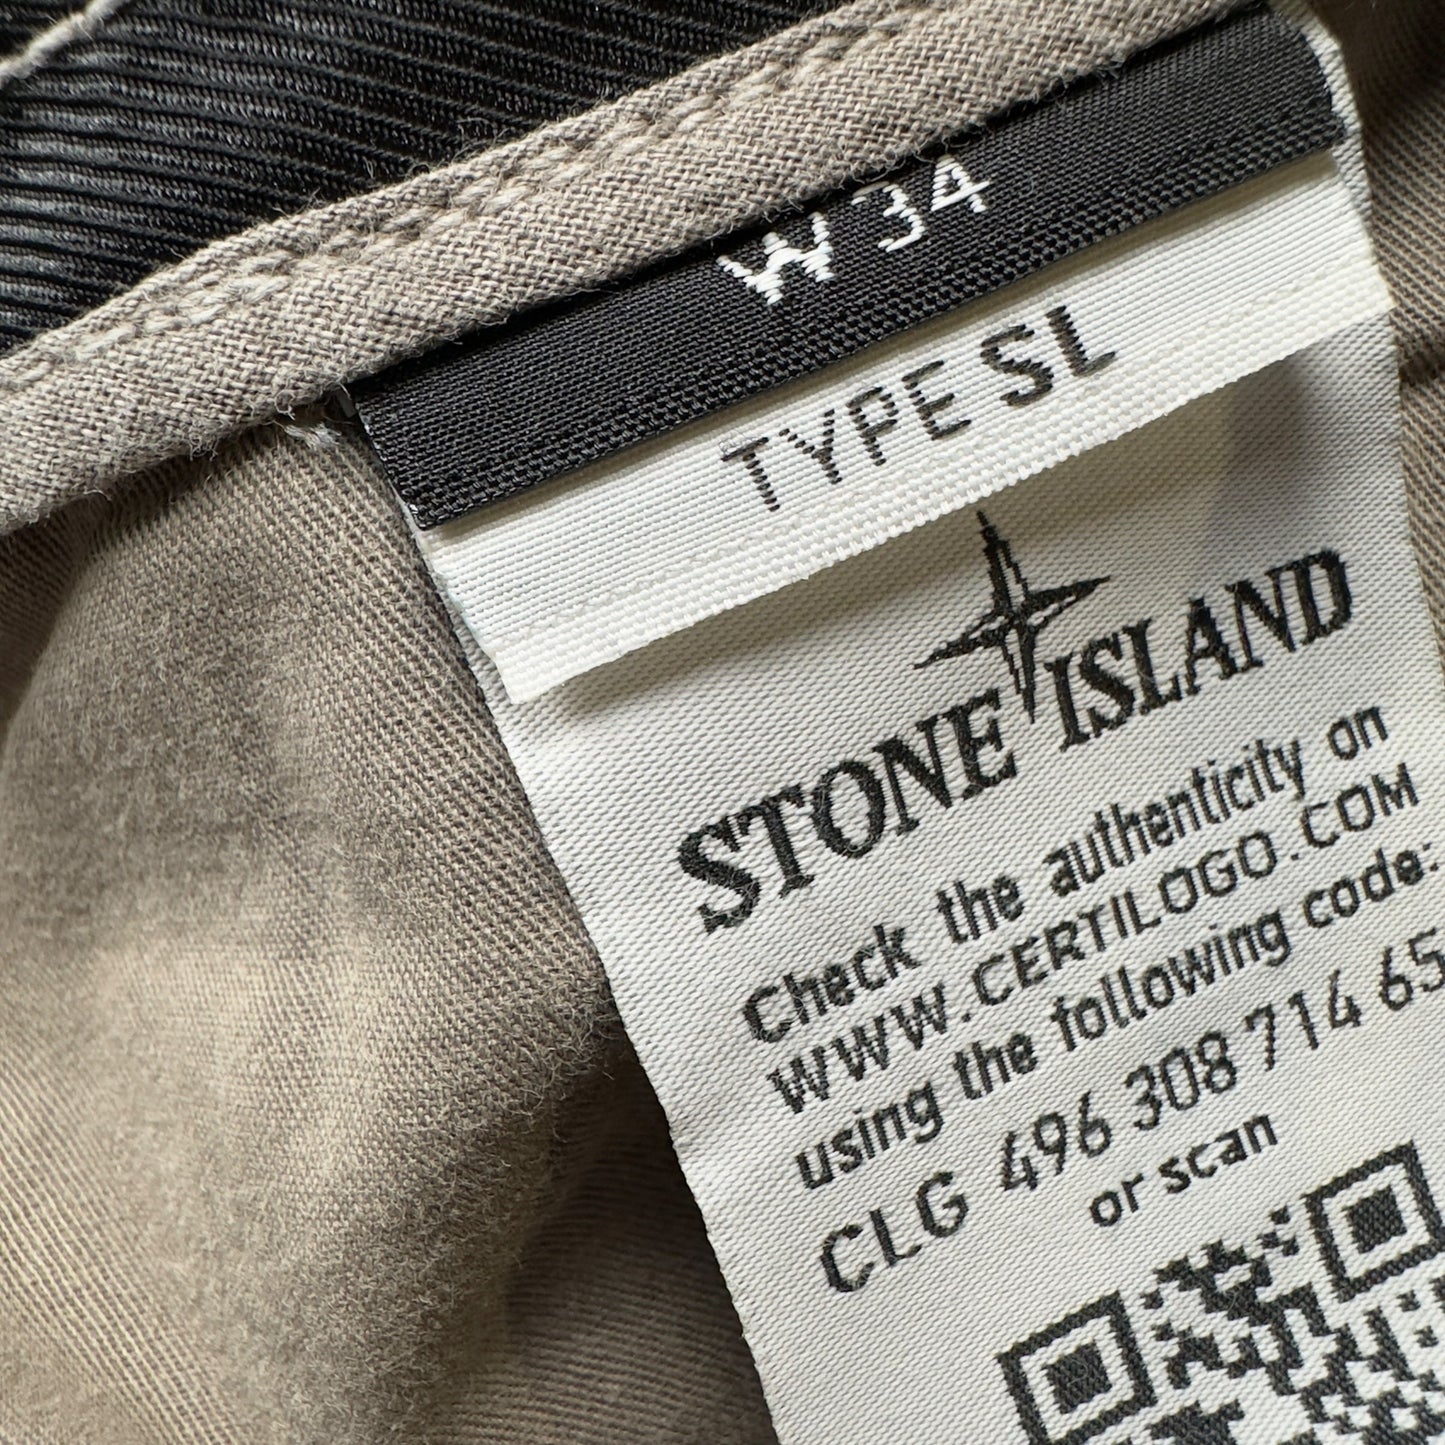 W 34
TYPE SL
STONE ISLAND
Check the authenticity on
WWW.CERTILOGO.COM
using the following code:
CLG 496 308 714 65
or scan